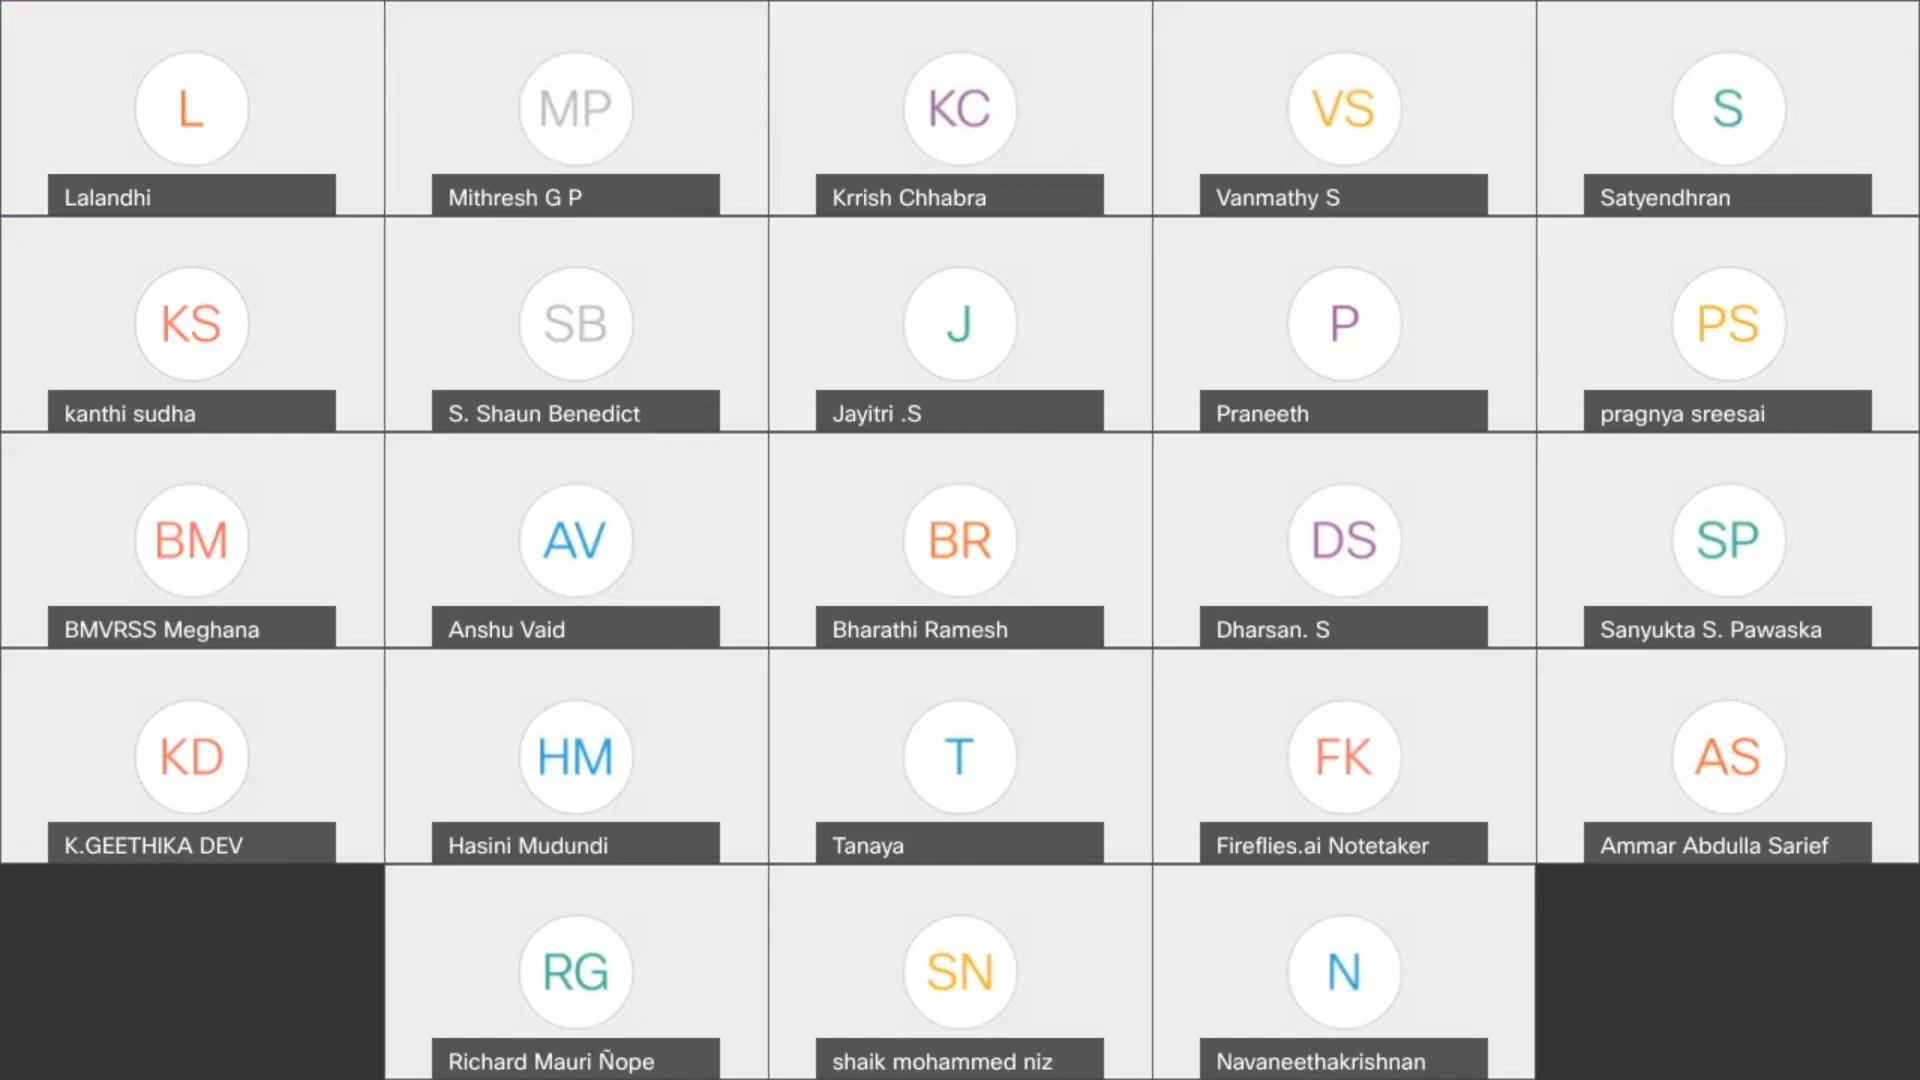 L
MP
KC
VS
S
Lalandhi
Mithresh G P
Krrish Chhabra
Vanmathy S
Satyendhran
KS
SB
J
P
PS
kanthi sudha
S. Shaun Benedict
Jayitri .S
Praneeth
pragnya sreesai
BM
AV
BR
DS
SP
BMVRSS Meghana
Anshu Vaid
Bharathi Ramesh
Dharsan. S
Sanyukta S. Pawaska
KD
HM
T
FK
AS
K.GEETHIKA DEV
Hasini Mudundi
Tanaya
Fireflies.ai Notetaker
Ammar Abdulla Sarief
RG
SN
N
Richard Mauri Ñope
shaik mohammed niz
Navaneethakrishnan